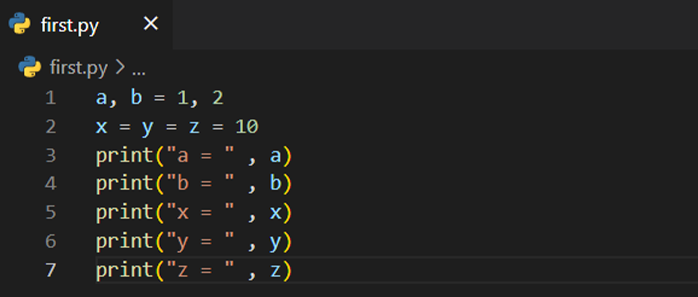 first.py ×
first.py > ...
1 a, b = 1, 2
2 x = y = z = 10
3 print("a = " , a)
4 print("b = " , b)
5 print("x = " , x)
6 print("y = " , y)
7 print("z = " , z)